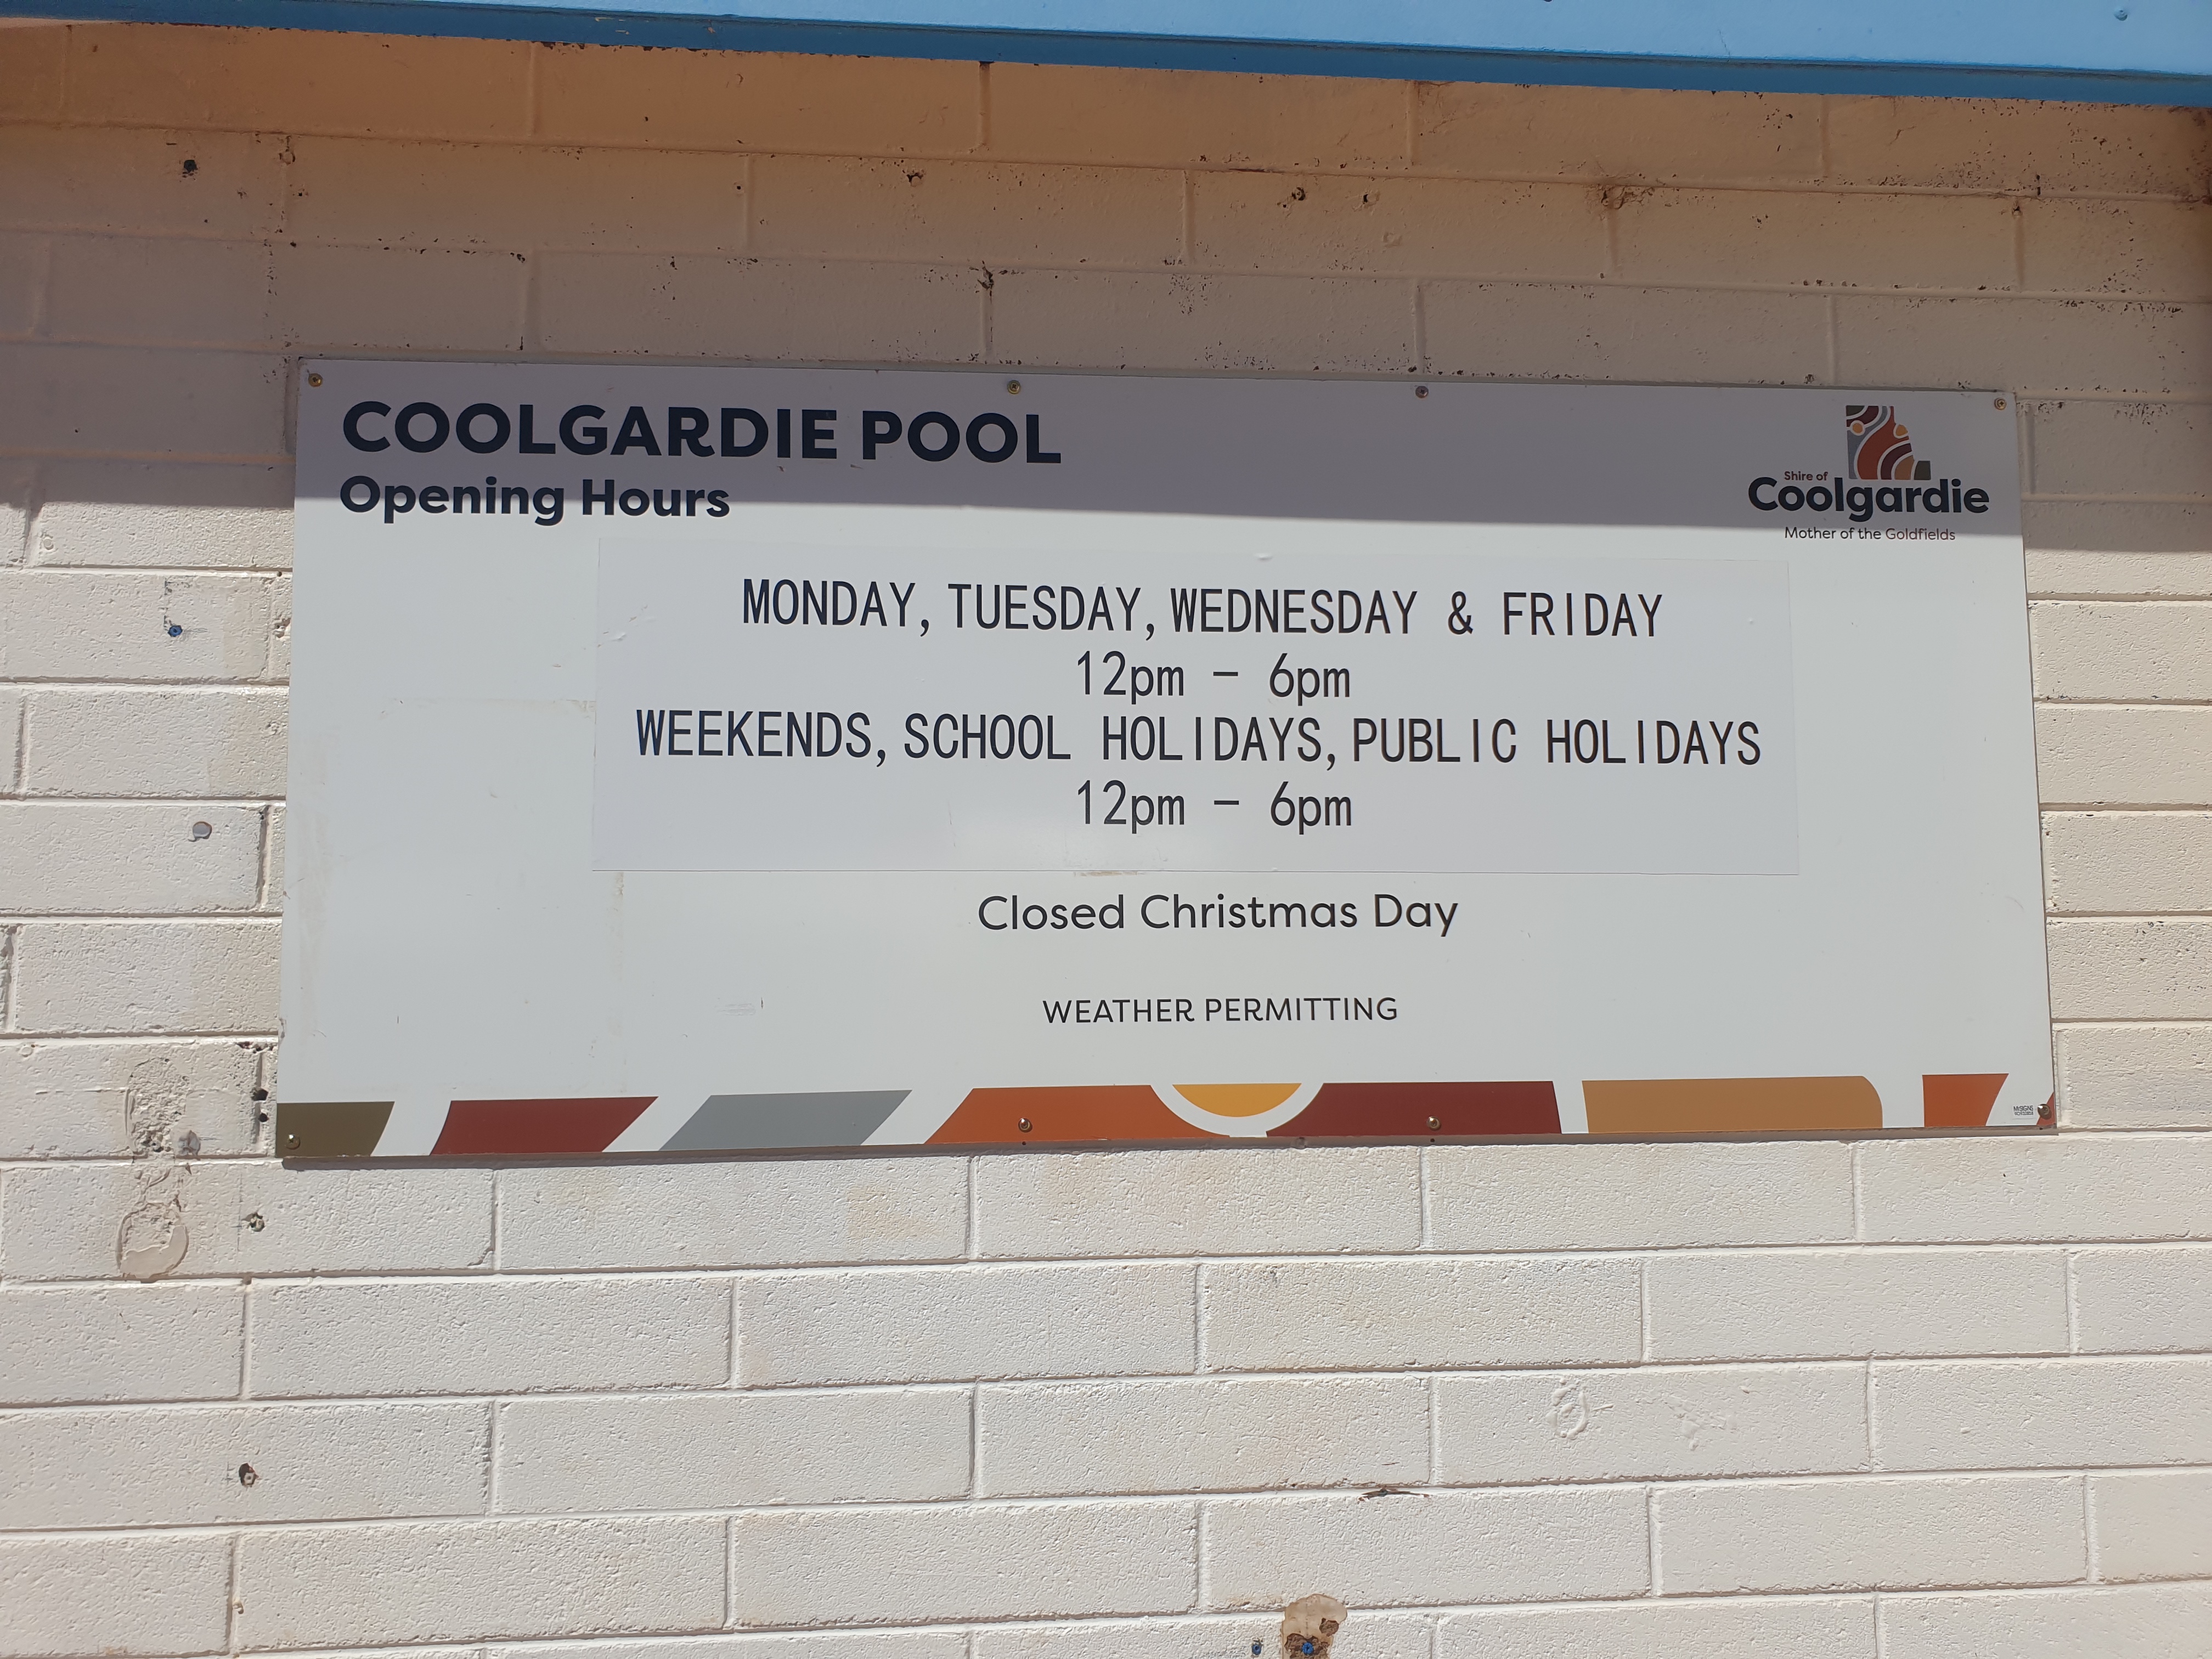 COOLGARDIE POOL
Opening Hours
Shire of
Coolgardie
Mother of the Goldfields
MONDAY, TUESDAY, WEDNESDAY & FRIDAY
12pm - 6pm
WEEKENDS, SCHOOL HOLIDAYS, PUBLIC HOLIDAYS
12pm - 6pm
Closed Christmas Day
WEATHER PERMITTING